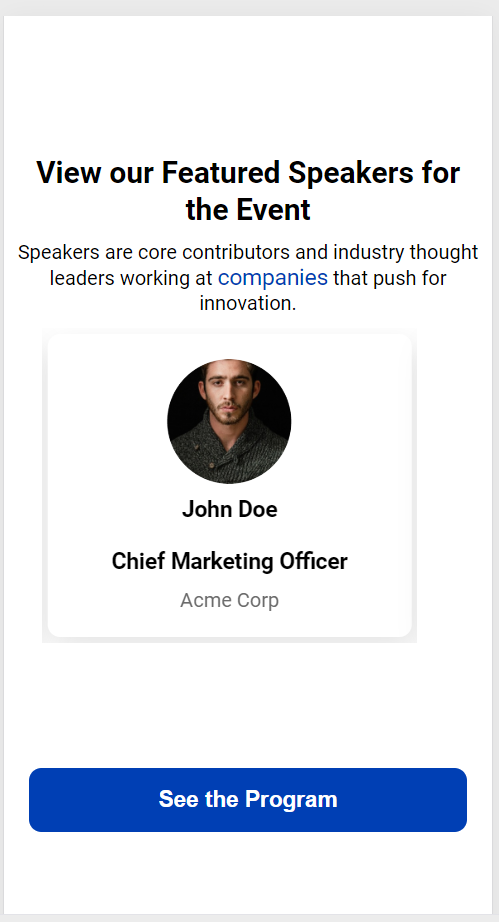 View our Featured Speakers for
the Event
Speakers are core contributors and industry thought
leaders working at companies that push for
innovation.
John Doe
Chief Marketing Officer
Acme Corp
See the Program